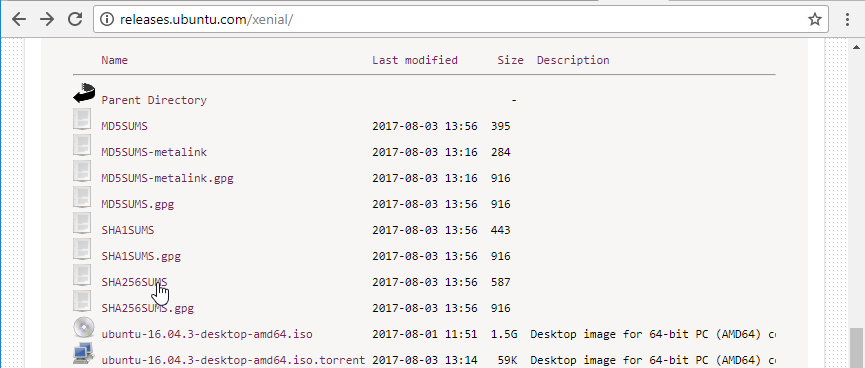 releases.ubuntu.com/xenial/
Name Last modified Size Description
Parent Directory -
MD5SUMS 2017-08-03 13:56 395
MD5SUMS-metalink 2017-08-03 13:16 284
MD5SUMS-metalink.gpg 2017-08-03 13:16 916
MD5SUMS.gpg 2017-08-03 13:56 916
SHA1SUMS 2017-08-03 13:56 443
SHA1SUMS.gpg 2017-08-03 13:56 916
SHA256SUMS 2017-08-03 13:56 587
SHA256SUMS.gpg 2017-08-03 13:56 916
ubuntu-16.04.3-desktop-amd64.iso 2017-08-01 11:51 1.5G Desktop image for 64-bit PC (AMD64) co
ubuntu-16.04.3-desktop-amd64.iso.torrent 2017-08-03 13:14 59K Desktop image for 64-bit PC (AMD64) co